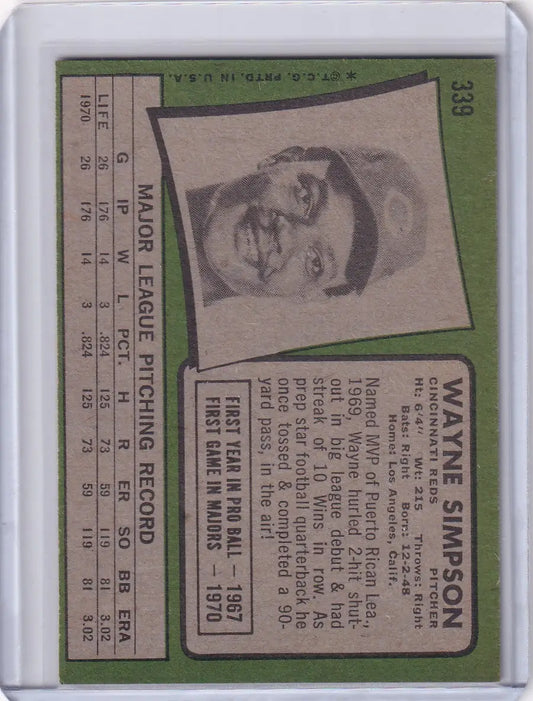 339
WAYNE SIMPSON
CINCINNATI REDS PITCHER
Ht: 6'4" Wt: 215 Throws: Right
Bats: Right Born: 12-2-48
Home: Los Angeles, Calif.
Named MVP of Puerto Rican Lea.,
1969, Wayne hurled 2-hit shut-
out in big league debut & had
streak of 10 Wins in row. As
prep star football quarterback he
once tossed & completed a 90-
yard pass, in the air!
FIRST YEAR IN PRO BALL — 1967
FIRST GAME IN MAJORS — 1970
C
MAJOR LEAGUE PITCHING RECORD
G IP W L PCT. H R ER SO BB ERA
LIFE 26 176 14 3 .824 125 73 59 119 81 3.02
1970 26 176 14 3 .824 125 73 59 119 81 3.02
*©T.C.G. PRTD. IN U.S.A.